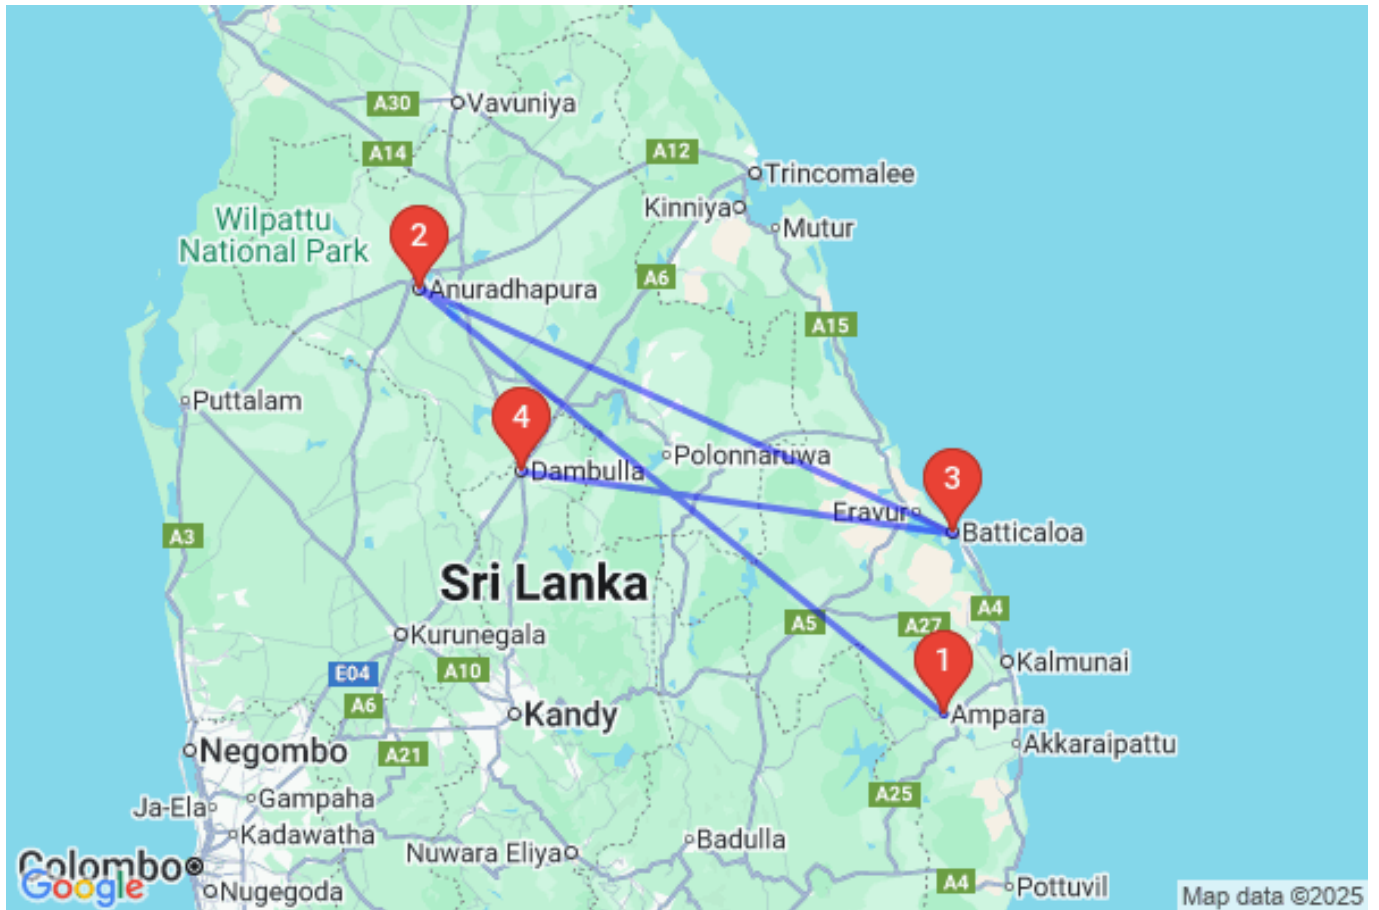 A30
Vavuniya
A14
A12
Trincomalee
Kinniya
Mutur
Wilpattu
National Park
2
Anuradhapura
A6
A15
Puttalam
4
Dambulla
Polonnaruwa
3
Eravur
Batticaloa
A3
Sri Lanka
A5
A27
A4
1
Kurunegala
Kalmunai
E04
A10
A6
Kandy
Ampara
Akkaraipattu
Negombo
A21
Ja-Ela
Gampaha
A25
Kadawatha
Badulla
Nuwara Eliya
Colombo
Google
Nugegoda
A4
Pottuvil
Map data ©2025